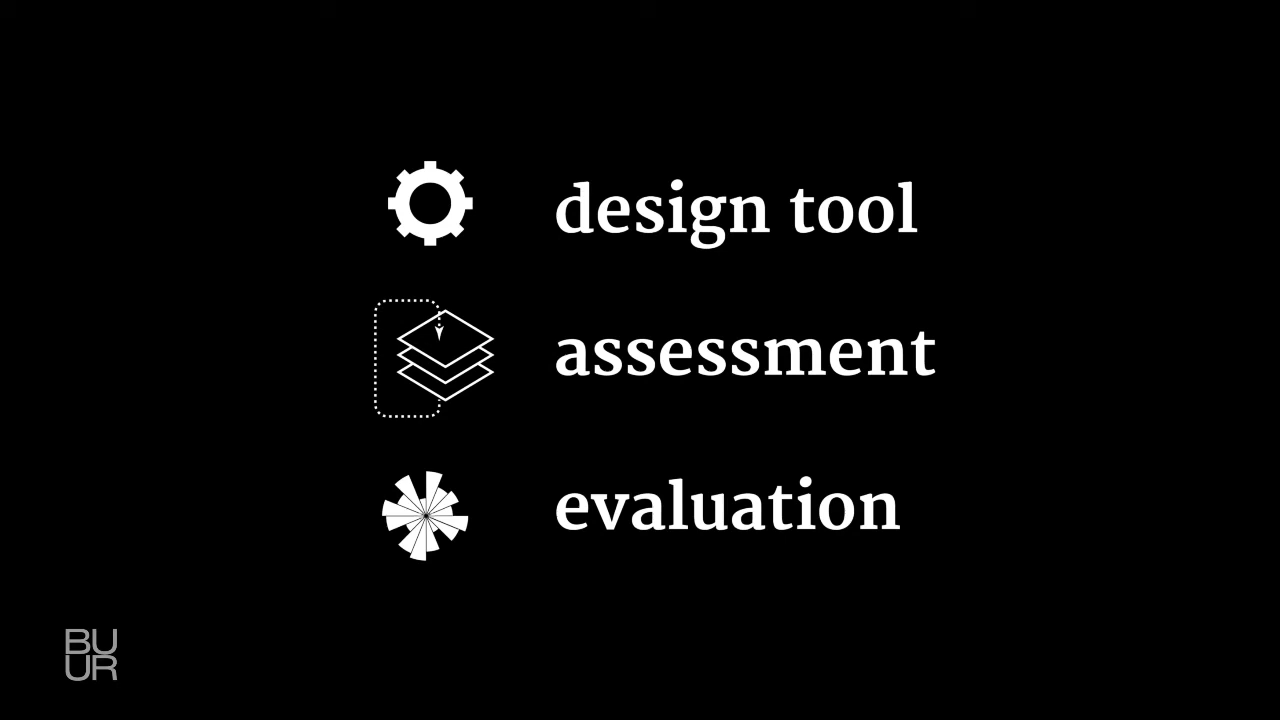 design tool
assessment
evaluation
BU
UR